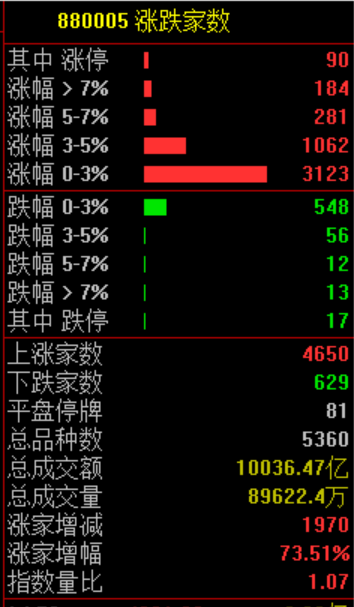 880005 涨跌家数
其中 涨停 90
涨幅 > 7% 184
涨幅 5-7% 281
涨幅 3-5% 1062
涨幅 0-3% 3123
跌幅 0-3% 548
跌幅 3-5% 56
跌幅 5-7% 12
跌幅 > 7% 13
其中 跌停 17
上涨家数 4650
下跌家数 629
平盘停牌 81
总品种数 5360
总成交额 10036.47亿
总成交量 89622.4万
涨家增减 1970
涨家增幅 73.51%
指数量比 1.07